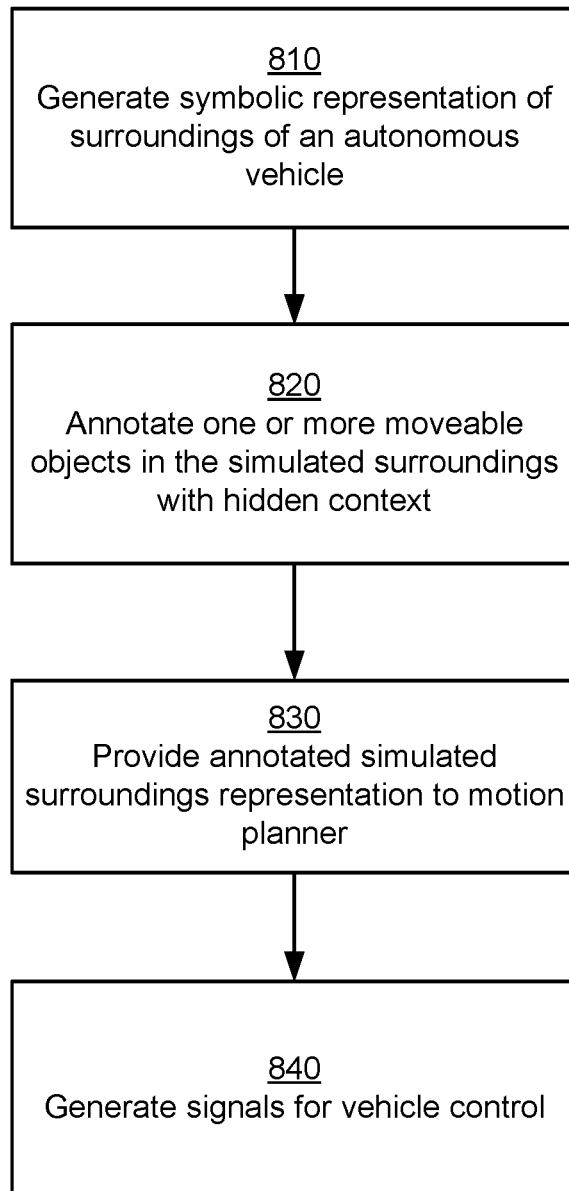 810
Generate symbolic representation of
surroundings of an autonomous
vehicle
820
Annotate one or more moveable
objects in the simulated surroundings
with hidden context
830
Provide annotated simulated
surroundings representation to motion
planner
840
Generate signals for vehicle control